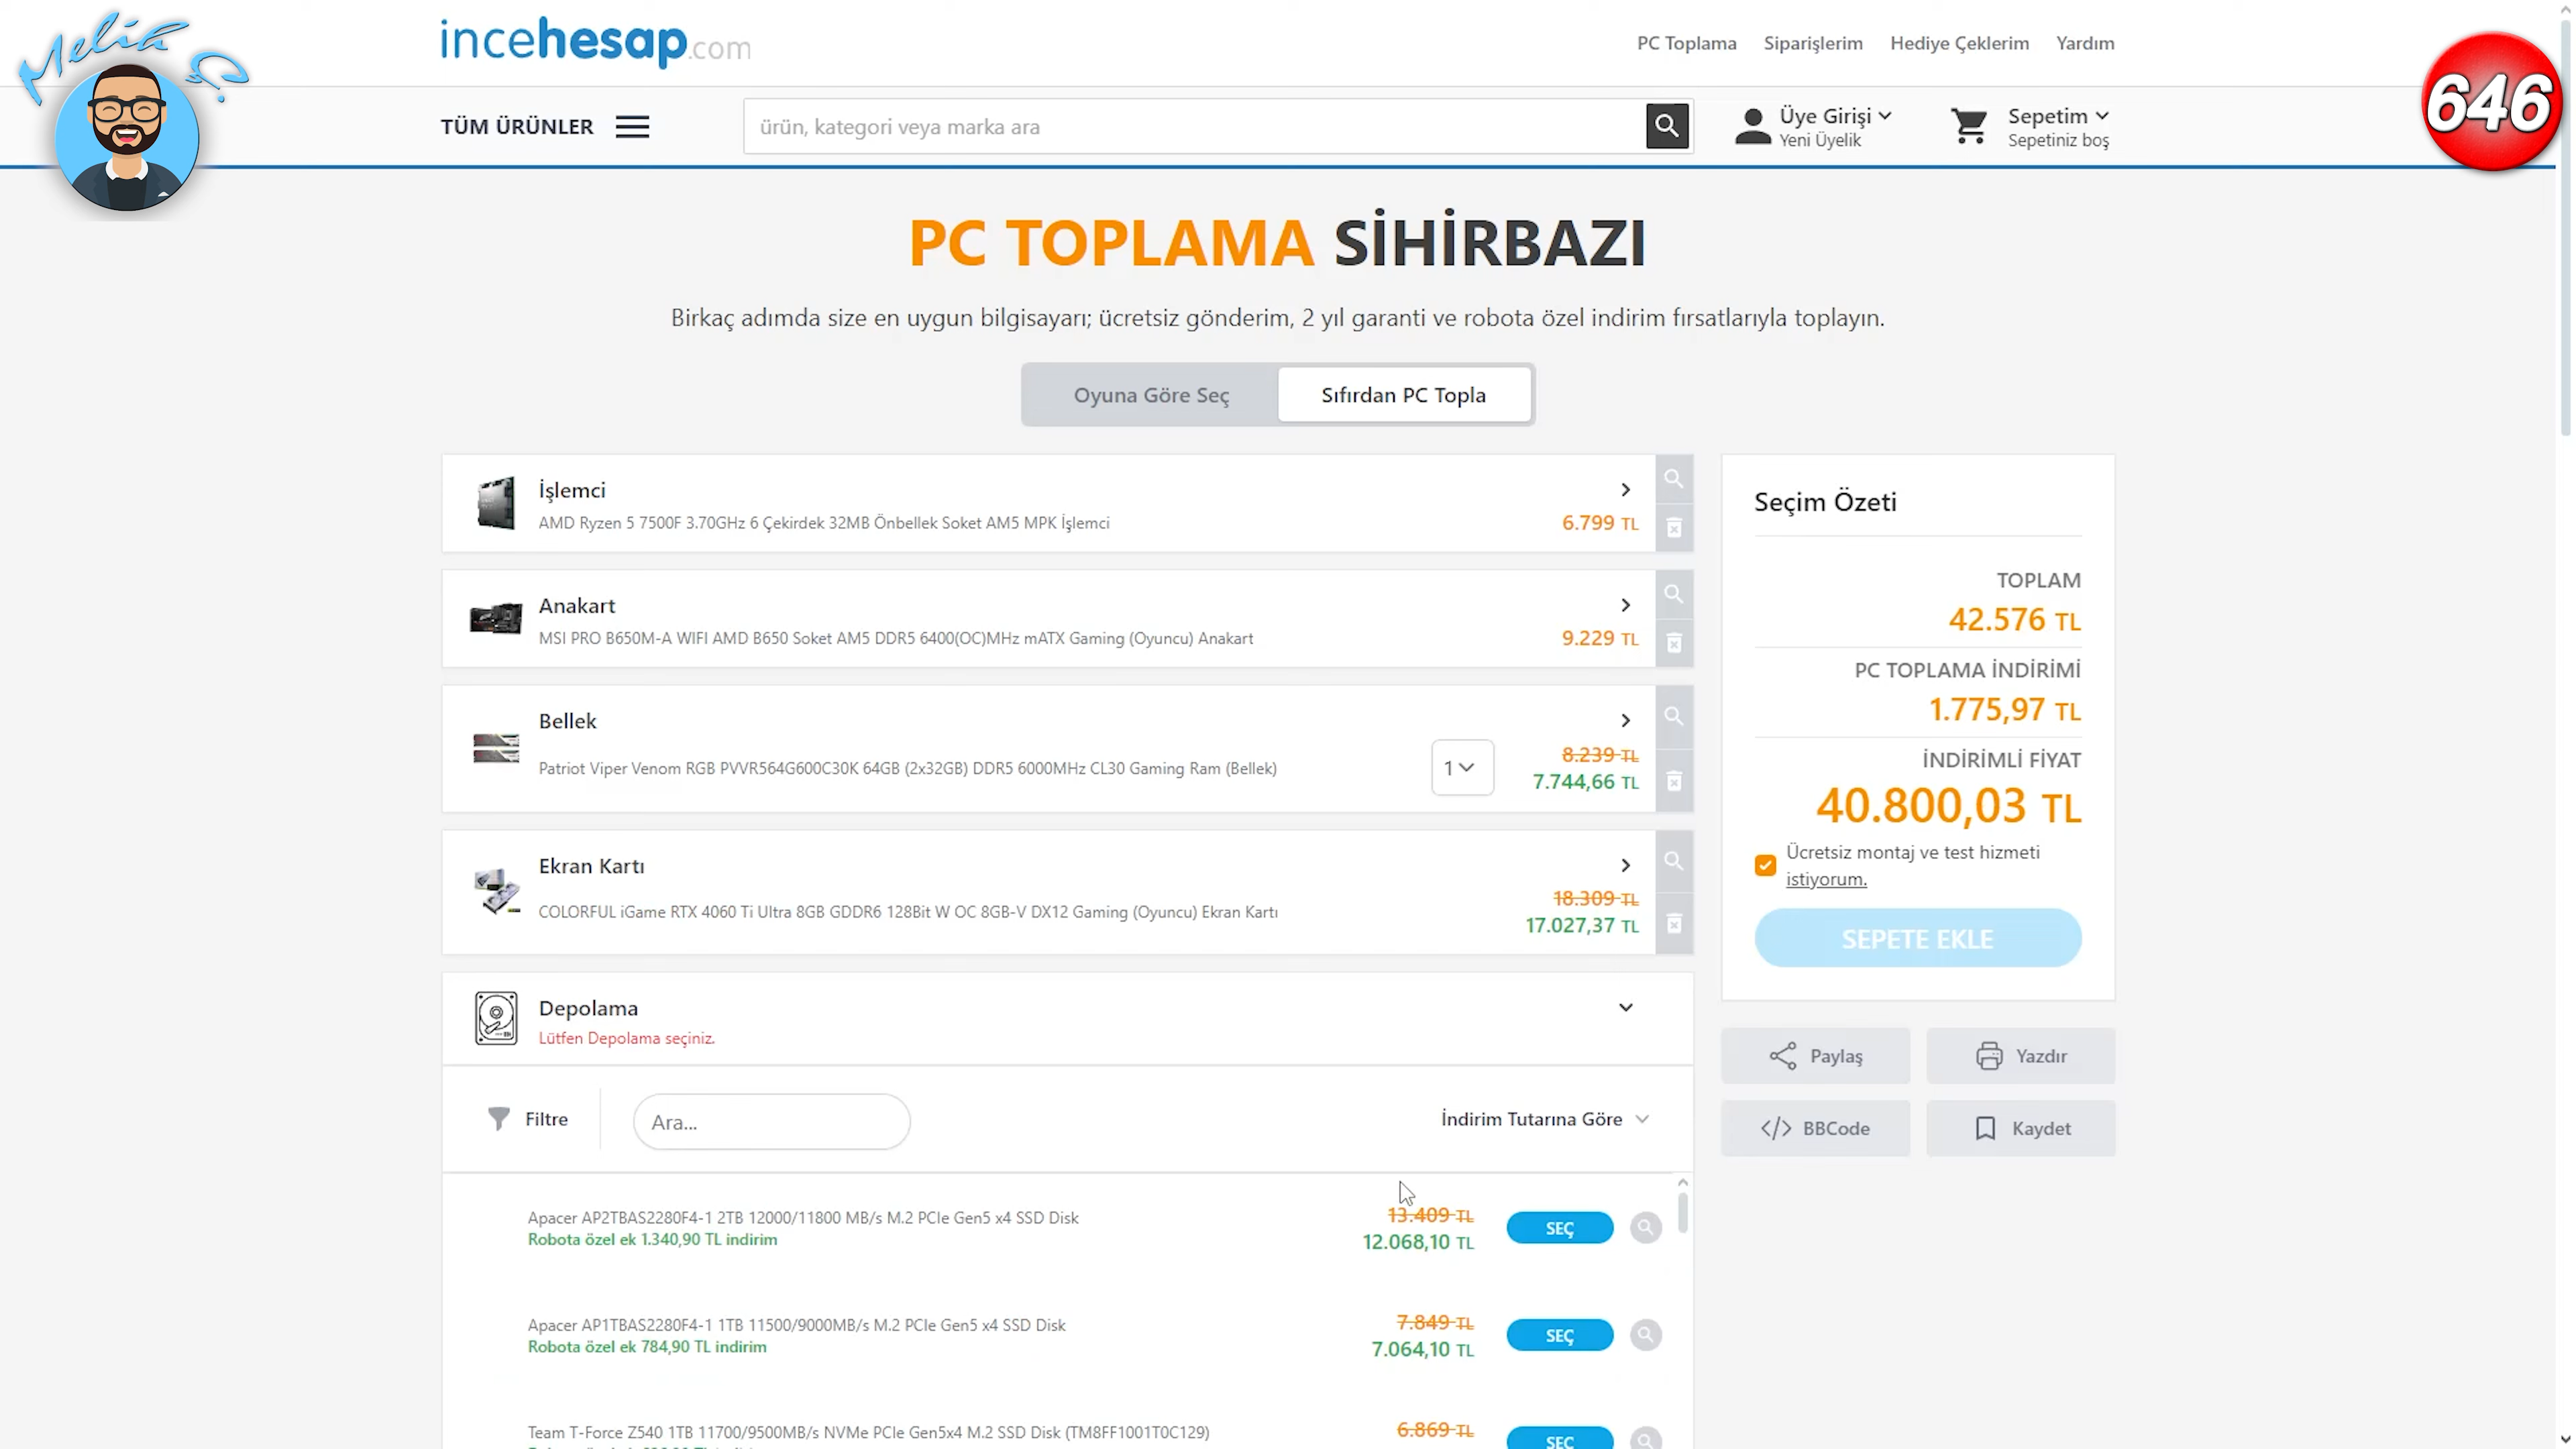 Melih Ç
646
incehesap.com
PC Toplama Siparişlerim Hediye Çeklerim Yardım
TÜM ÜRÜNLER
ürün, kategori veya marka ara
Üye Girişi
Yeni Üyelik
Sepetim
Sepetiniz boş
PC TOPLAMA SİHİRBAZI
Birkaç adımda size en uygun bilgisayarı; ücretsiz gönderim, 2 yıl garanti ve robota özel indirim fırsatlarıyla toplayın.
Oyuna Göre Seç
Sıfırdan PC Topla
İşlemci
AMD Ryzen 5 7500F 3.70GHz 6 Çekirdek 32MB Önbellek Soket AM5 MPK İşlemci
6.799 TL
Anakart
MSI PRO B650M-A WIFI AMD B650 Soket AM5 DDR5 6400(OC)MHz mATX Gaming (Oyuncu) Anakart
9.229 TL
Bellek
Patriot Viper Venom RGB PVVR564G600C30K 64GB (2x32GB) DDR5 6000MHz CL30 Gaming Ram (Bellek)
1
8.239 TL
7.744,66 TL
Ekran Kartı
COLORFUL iGame RTX 4060 Ti Ultra 8GB GDDR6 128Bit W OC 8GB-V DX12 Gaming (Oyuncu) Ekran Kartı
18.309 TL
17.027,37 TL
Depolama
Lütfen Depolama seçiniz.
Filtre
Ara...
İndirim Tutarına Göre
Apacer AP2TBAS2280F4-1 2TB 12000/11800 MB/s M.2 PCIe Gen5 x4 SSD Disk
Robota özel ek 1.340,90 TL indirim
13.409 TL
12.068,10 TL
SEÇ
Apacer AP1TBAS2280F4-1 1TB 11500/9000MB/s M.2 PCIe Gen5 x4 SSD Disk
Robota özel ek 784,90 TL indirim
7.849 TL
7.064,10 TL
SEÇ
Team T-Force Z540 1TB 11700/9500MB/s NVMe PCIe Gen5x4 M.2 SSD Disk (TM8FF1001T0C129)
6.869 TL
SEÇ
Seçim Özeti
TOPLAM
42.576 TL
PC TOPLAMA İNDİRİMİ
1.775,97 TL
İNDİRİMLİ FİYAT
40.800,03 TL
Ücretsiz montaj ve test hizmeti
istiyorum.
SEPETE EKLE
Paylaş
Yazdır
BBCode
Kaydet